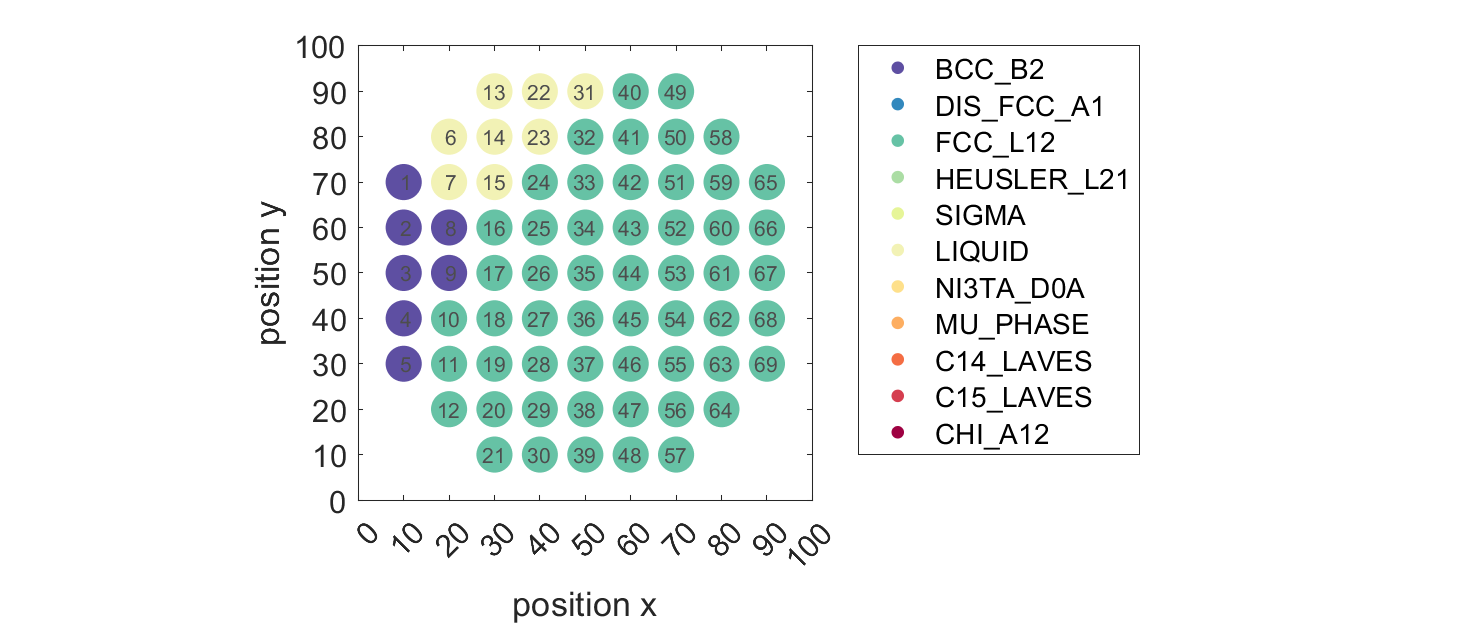 100
90 13 22 31 40 49
80 6 14 23 32 41 50 58
70 1 7 15 24 33 42 51 59 65
60 2 8 16 25 34 43 52 60 66
50 3 9 17 26 35 44 53 61 67
40 4 10 18 27 36 45 54 62 68
30 5 11 19 28 37 46 55 63 69
20 12 20 29 38 47 56 64
10 21 30 39 48 57
0
position y
0 10 20 30 40 50 60 70 80 90 100
position x
BCC_B2
DIS_FCC_A1
FCC_L12
HEUSLER_L21
SIGMA
LIQUID
NI3TA_D0A
MU_PHASE
C14_LAVES
C15_LAVES
CHI_A12